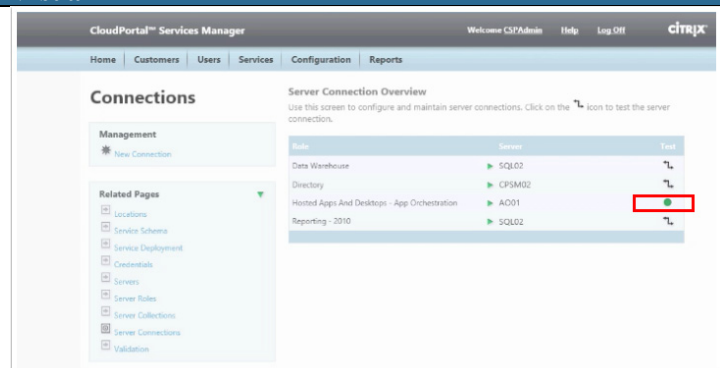 CloudPortal™ Services Manager
Welcome CSPAdmin Help Log Off
CİTRIX
Home Customers Users Services Configuration Reports
Connections
Management
New Connection
Related Pages
Locations
Service Schema
Service Deployment
Credentials
Servers
Server Roles
Server Collections
Server Connections
Validation
Server Connection Overview
Use this screen to configure and maintain server connections. Click on the icon to test the server
connection.
Role Server Test
Data Warehouse SQL02
Directory CPSM02
Hosted Apps And Desktops - App Orchestration AO01
Reporting - 2010 SQL02